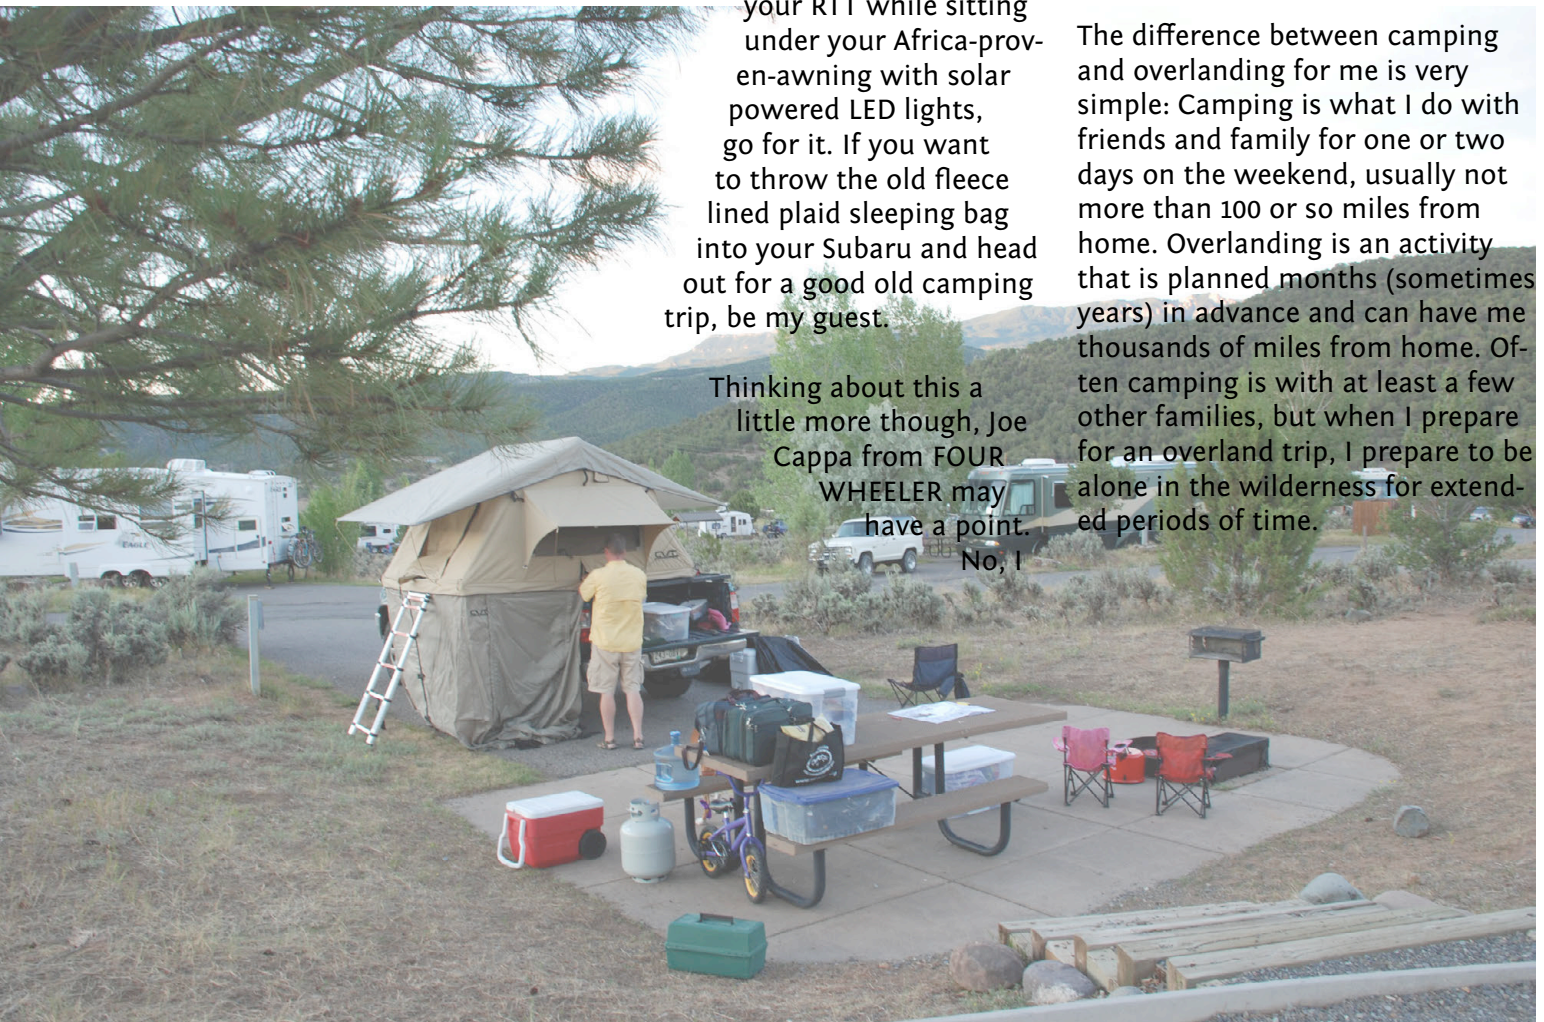 your RTT while sitting
under your Africa-prov-
en-awning with solar
powered LED lights,
go for it. If you want
to throw the old fleece
lined plaid sleeping bag
into your Subaru and head
out for a good old camping
trip, be my guest.
Thinking about this a
little more though, Joe
Cappa from FOUR
WHEELER may
have a point.
No, I
The difference between camping
and overlanding for me is very
simple: Camping is what I do with
friends and family for one or two
days on the weekend, usually not
more than 100 or so miles from
home. Overlanding is an activity
that is planned months (sometimes
years) in advance and can have me
thousands of miles from home. Of-
ten camping is with at least a few
other families, but when I prepare
for an overland trip, I prepare to be
alone in the wilderness for extend-
ed periods of time.
EAGLE